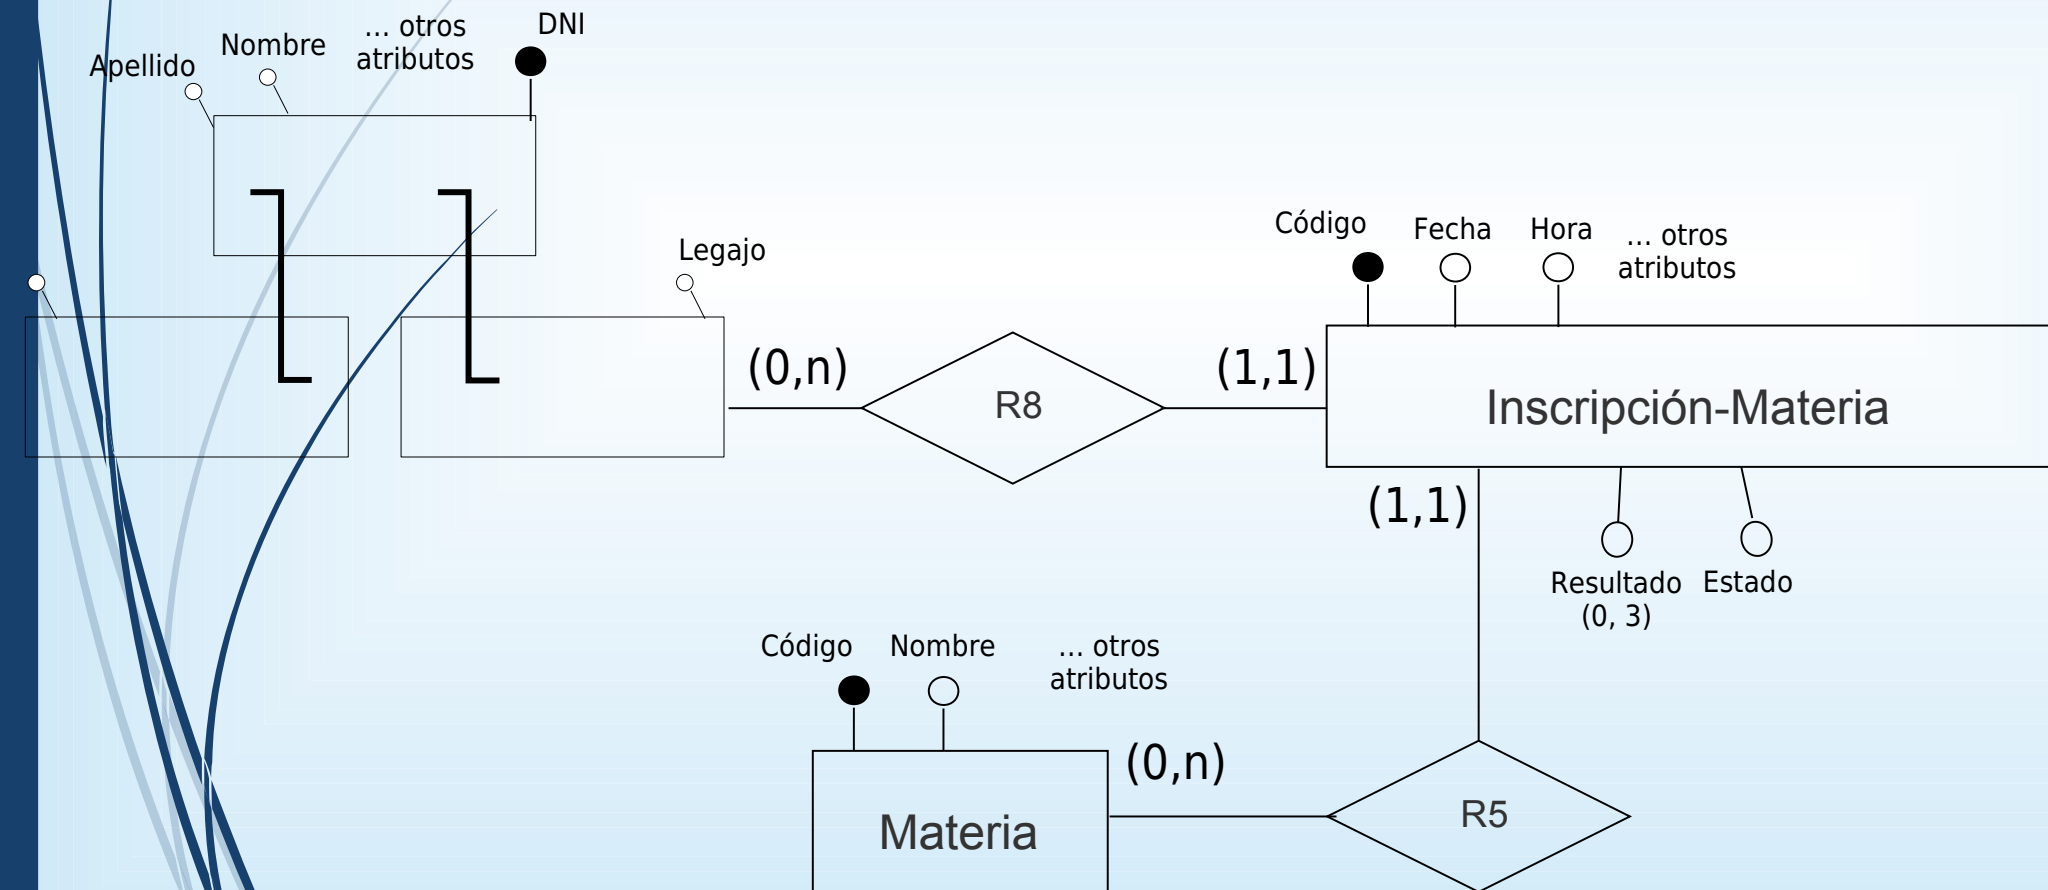 DNI
... otros
atributos
Nombre
Apellido
Legajo
Código
Fecha
Hora
... otros
atributos
(0,n)
R8
(1,1)
Inscripción-Materia
(1,1)
Resultado
(0, 3)
Estado
Código
Nombre
... otros
atributos
(0,n)
Materia
R5